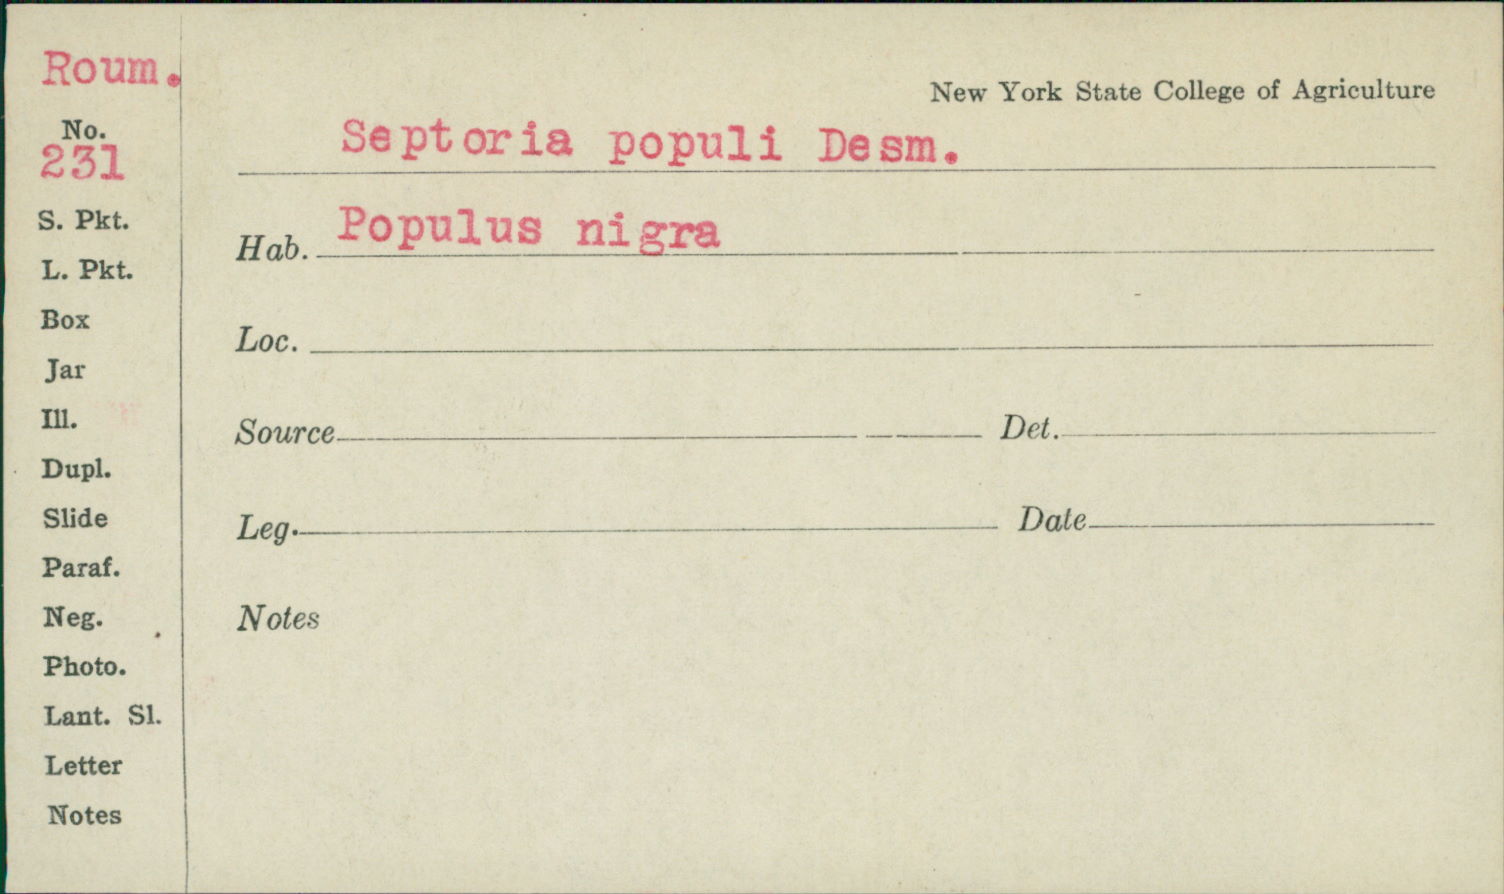 Roum.
New York State College of Agriculture
No.
231
Septoria populi Desm.
S. Pkt.
Hab. Populus nigra
L. Pkt.
Box
Loc.
Jar
Ill.
Source Det.
Dupl.
Slide
Leg. Date
Paraf.
Neg.
Notes
Photo.
Lant. Sl.
Letter
Notes